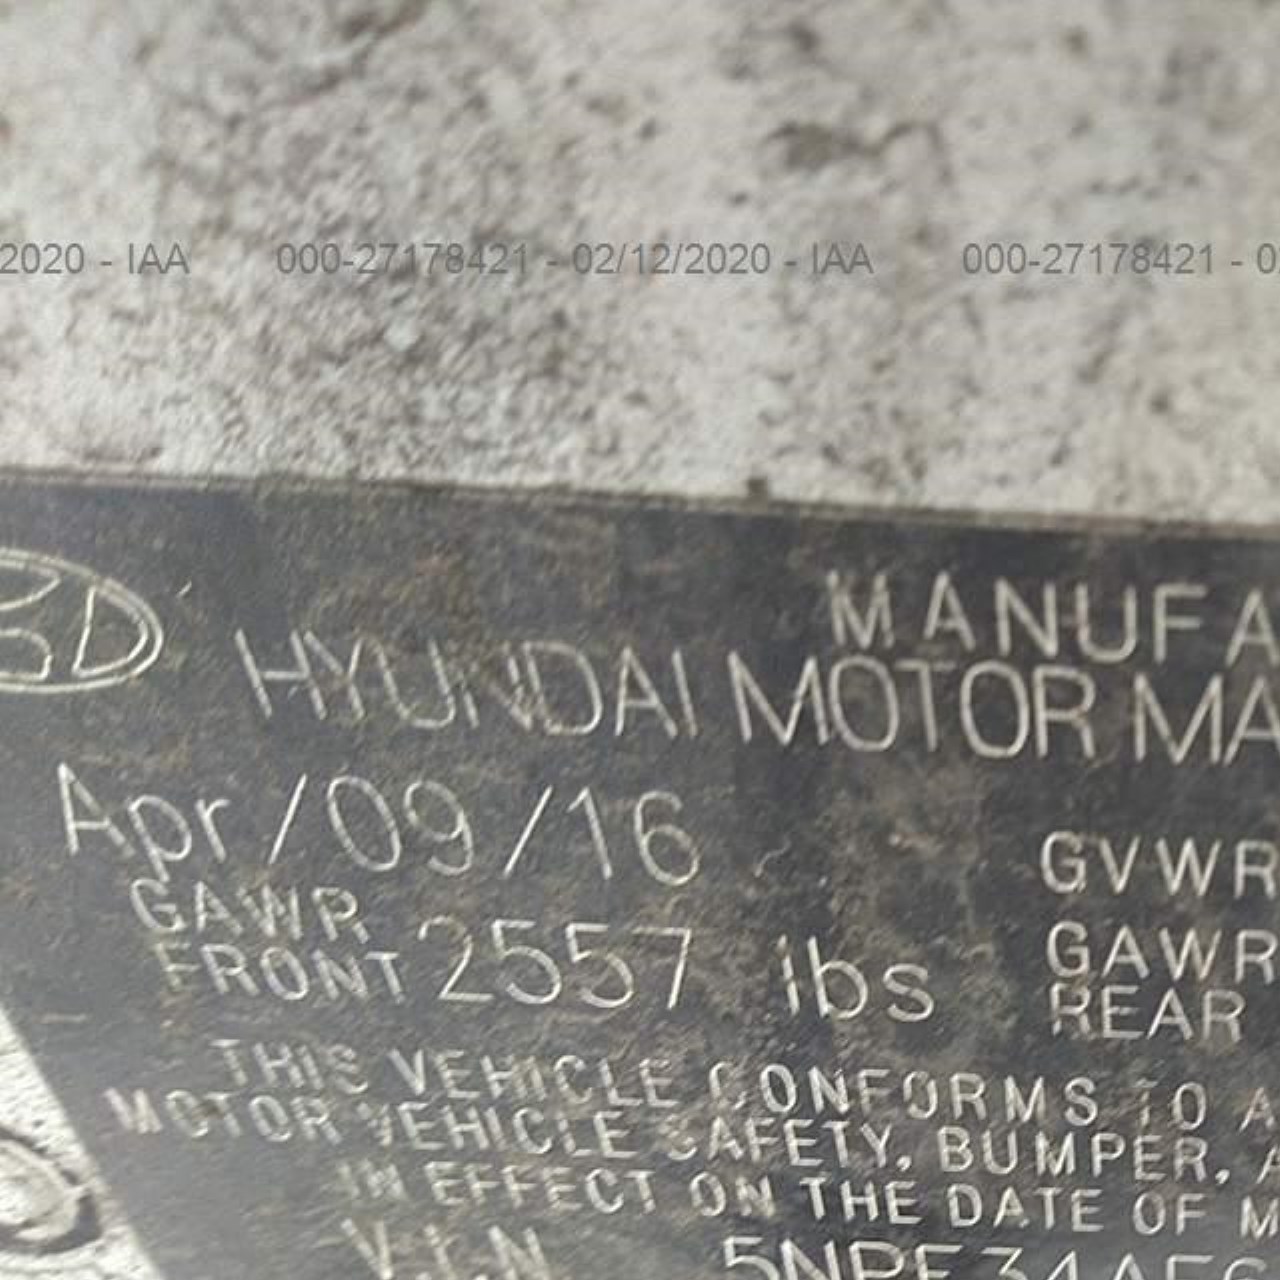 2020 - IAA 000-27178421 - 02/12/2020 - IAA 000-27178421 - 0
MANUFA
HYUNDAI MOTOR MA
Apr/09/16
GVWR
GAWR
FRONT 2557 lbs
GAWR
REAR
THIS VEHICLE CONFORMS TO A
MOTOR VEHICLE SAFETY, BUMPER, A
IN EFFECT ON THE DATE OF M
V.I.N